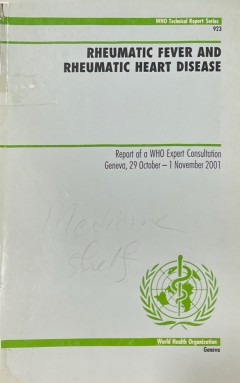 WHO Technical Report Series
923
RHEUMATIC FEVER AND
RHEUMATIC HEART DISEASE
Report of a WHO Expert Consultation
Geneva, 29 October – 1 November 2001
Medicine
Shelf
World Health Organization
Geneva